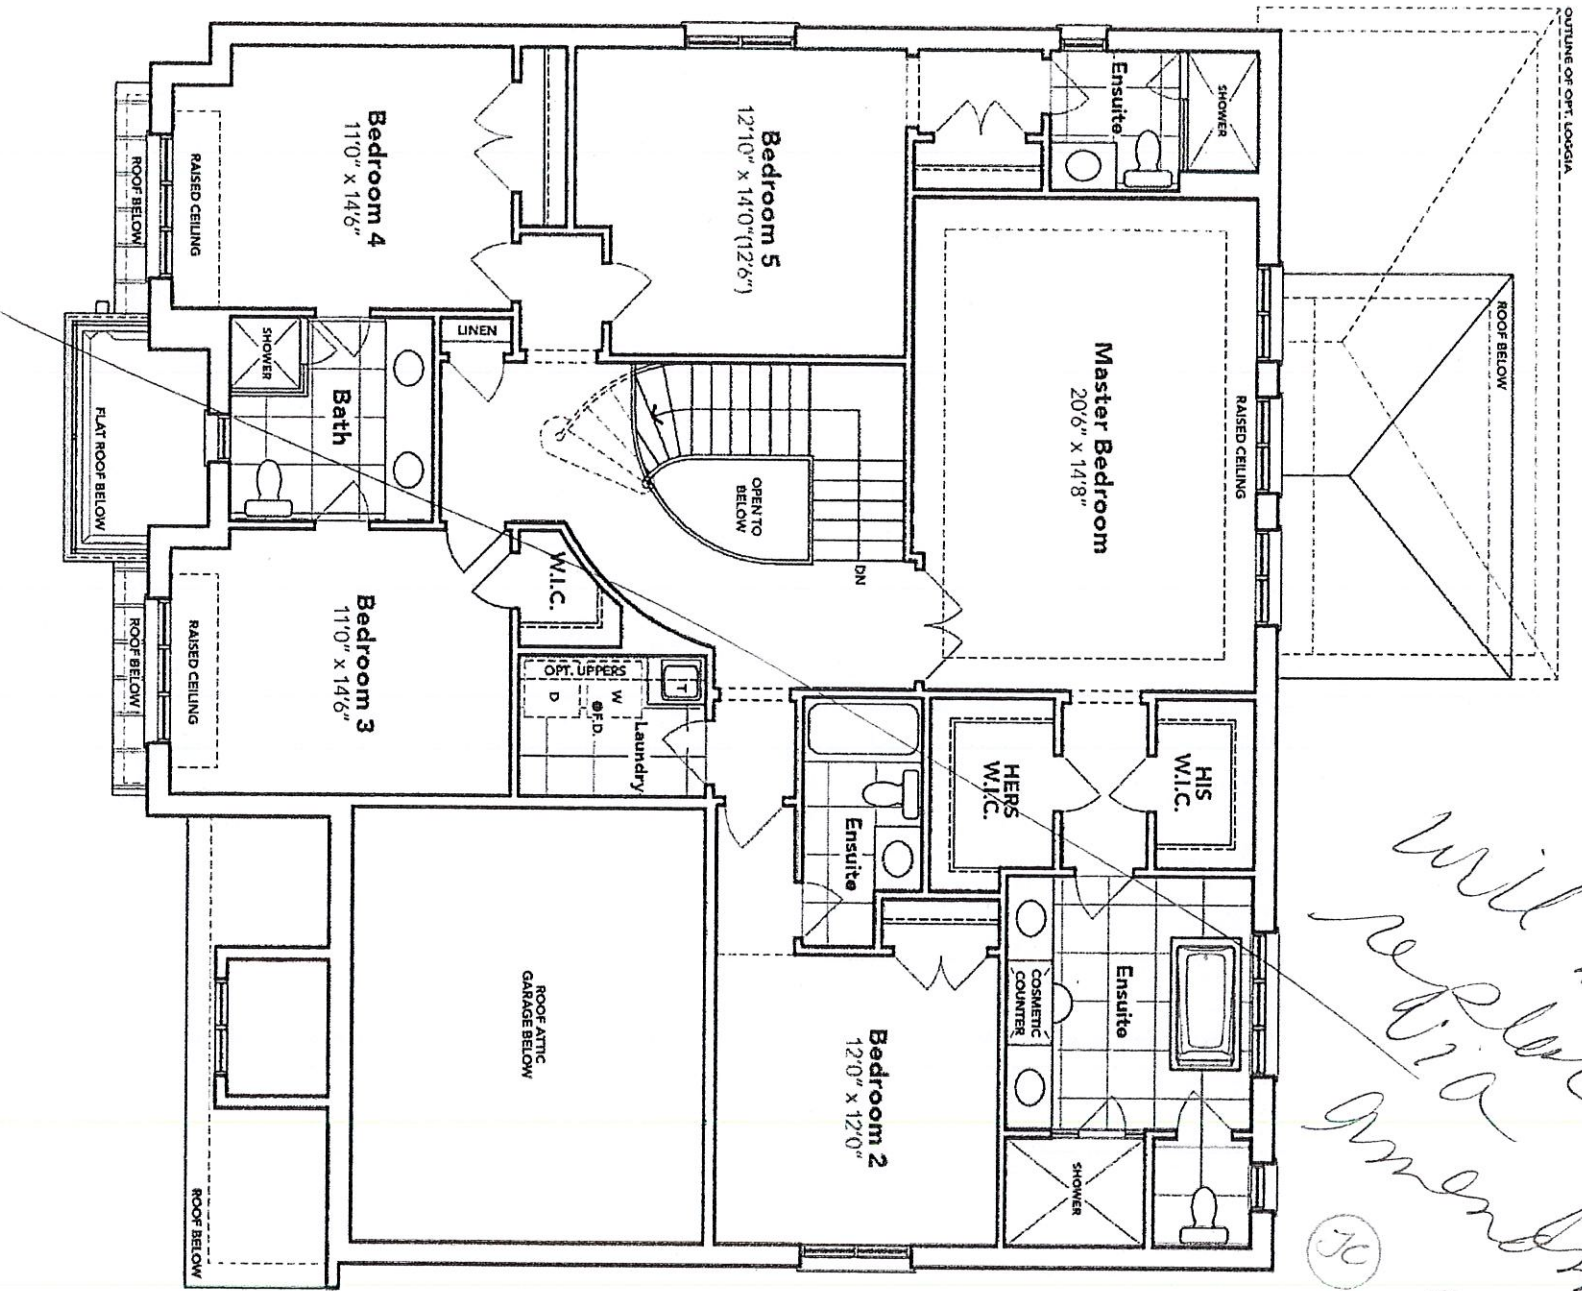 OUTLINE OF OPT. LOGGIA
ROOF BELOW
SHOWER
Ensuite
RAISED CEILING
Master Bedroom
20'6" x 14'8"
Bedroom 5
12'10" x 14'0"(12'6")
Bedroom 4
11'0" x 14'6"
RAISED CEILING
ROOF BELOW
LINEN
SHOWER
Bath
FLAT ROOF BELOW
OPEN TO
BELOW
DN
W.I.C.
Bedroom 3
11'0" x 14'6"
RAISED CEILING
ROOF BELOW
OPT. UPPERS
T
W
D
F.D.
Laundry
HIS
W.I.C.
HERS
W.I.C.
Ensuite
Ensuite
COSMETIC
COUNTER
SHOWER
Bedroom 2
12'0" x 12'0"
ROOF ATTIC
GARAGE BELOW
ROOF BELOW
will
via
JC